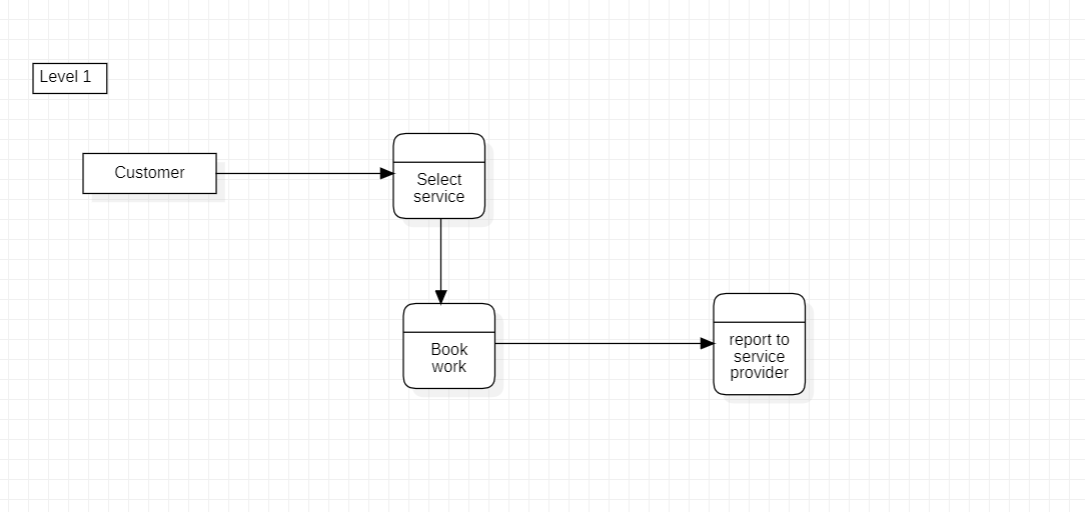 Level 1
Customer
Select
service
Book
work
report to
service
provider